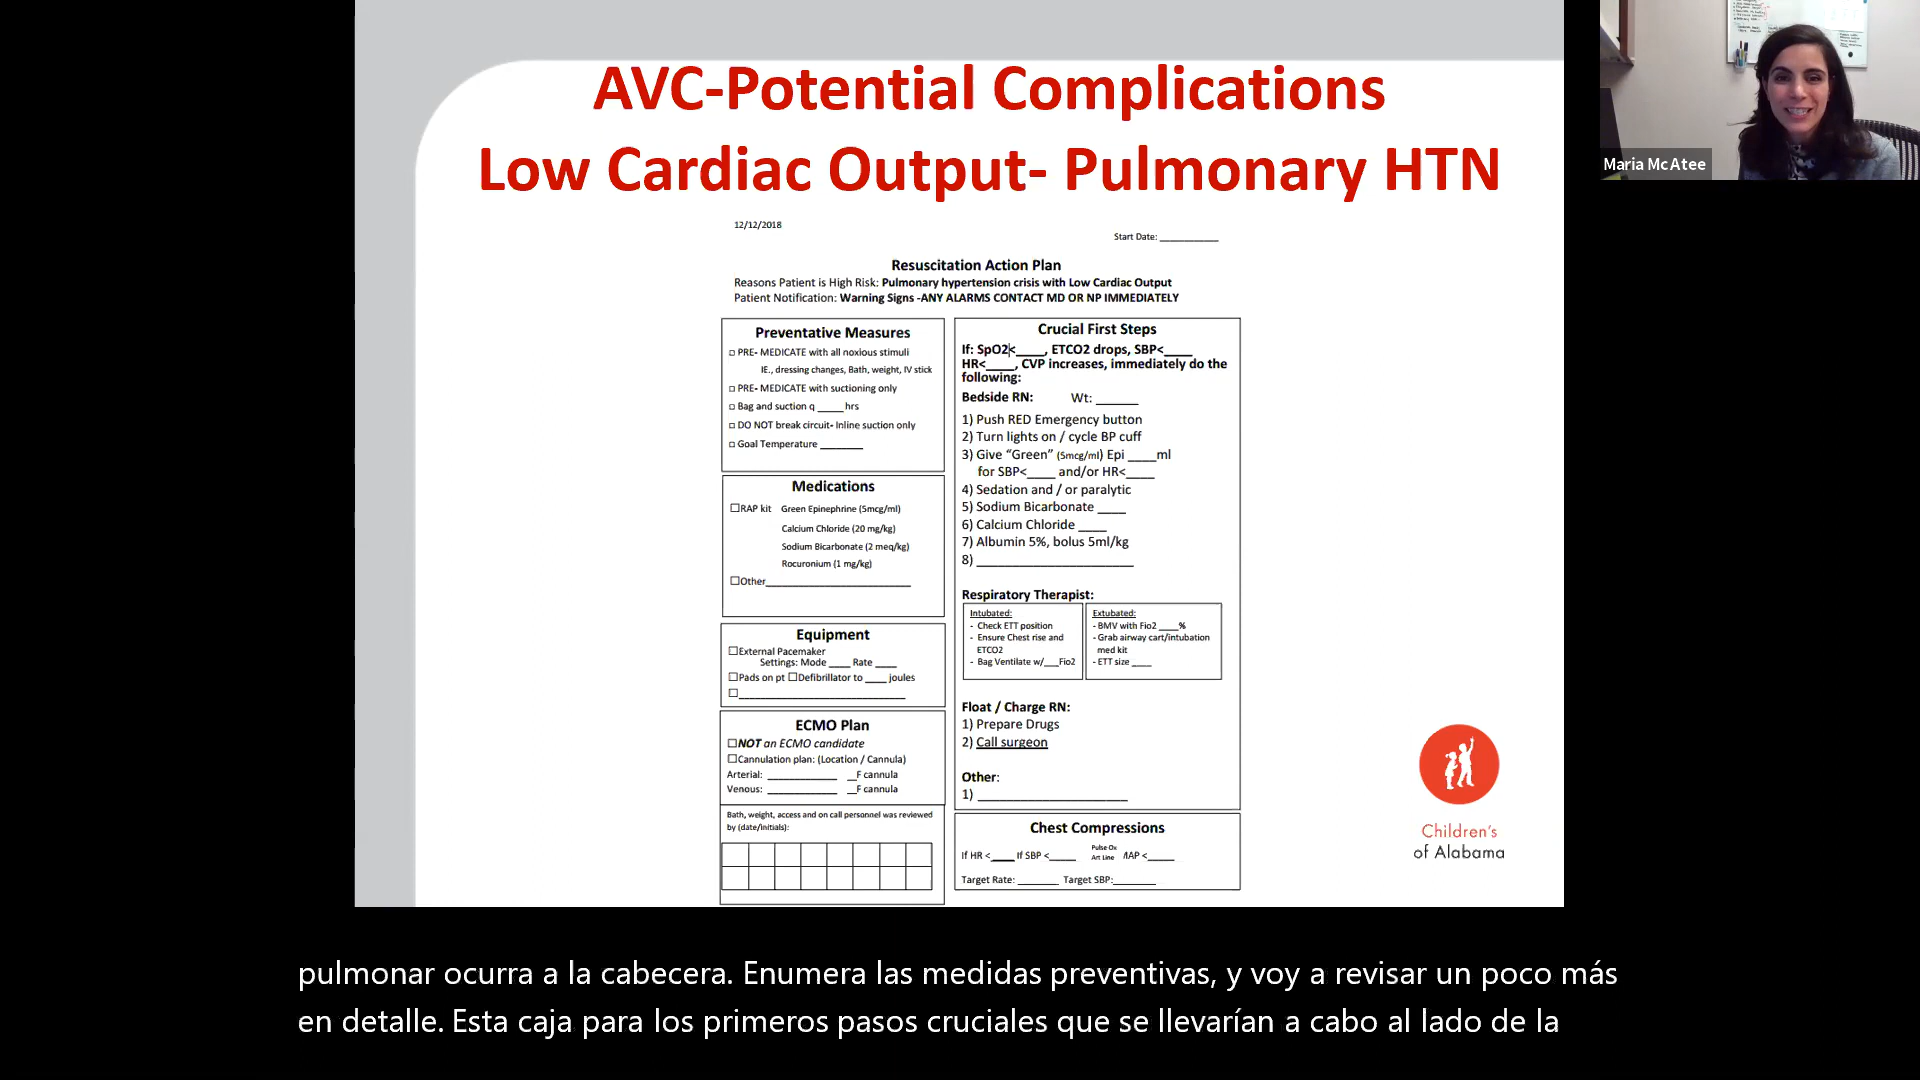 AVC-Potential Complications
Low Cardiac Output- Pulmonary HTN
Maria McAtee
12/12/2018
Start Date: ____________
Resuscitation Action Plan
Reasons Patient is High Risk: Pulmonary hypertension crisis with Low Cardiac Output
Patient Notification: Warning Signs -ANY ALARMS CONTACT MD OR NP IMMEDIATELY
Preventative Measures
□ PRE- MEDICATE with all noxious stimuli
IE., dressing changes, Bath, weight, IV stick
□ PRE- MEDICATE with suctioning only
□ Bag and suction q _____ hrs
□ DO NOT break circuit- Inline suction only
□ Goal Temperature ________
Medications
☐RAP kit Green Epinephrine (5mcg/ml)
Calcium Chloride (20 mg/kg)
Sodium Bicarbonate (2 meq/kg)
Rocuronium (1 mg/kg)
☐Other____________________________
Equipment
☐External Pacemaker
Settings: Mode ____ Rate ____
☐Pads on pt ☐Defibrillator to ____ joules
☐________________________________
ECMO Plan
☐NOT an ECMO candidate
☐Cannulation plan: (Location / Cannula)
Arterial: _____________ __F cannula
Venous: _____________ __F cannula
Bath, weight, access and on call personnel was reviewed
by (date/initials):
Crucial First Steps
If: SpO2<____, ETCO2 drops, SBP<____
HR<____, CVP increases, immediately do the
following:
Bedside RN: Wt: ______
1) Push RED Emergency button
2) Turn lights on / cycle BP cuff
3) Give “Green” (5mcg/ml) Epi ____ml
for SBP<____ and/or HR<____
4) Sedation and / or paralytic
5) Sodium Bicarbonate ____
6) Calcium Chloride ____
7) Albumin 5%, bolus 5ml/kg
8) ______________________
Respiratory Therapist:
Intubated:
- Check ETT position
- Ensure Chest rise and
ETCO2
- Bag Ventilate w/___Fio2
Extubated:
- BMV with Fio2 ____%
- Grab airway cart/intubation
med kit
- ETT size ____
Float / Charge RN:
1) Prepare Drugs
2) Call surgeon
Other:
1) _____________________
Chest Compressions
If HR <_____ If SBP <_____ Pulse Ox Art Line MAP <_____
Target Rate: ________ Target SBP:________
Children's
of Alabama
pulmonar ocurra a la cabecera. Enumera las medidas preventivas, y voy a revisar un poco más
en detalle. Esta caja para los primeros pasos cruciales que se llevarían a cabo al lado de la